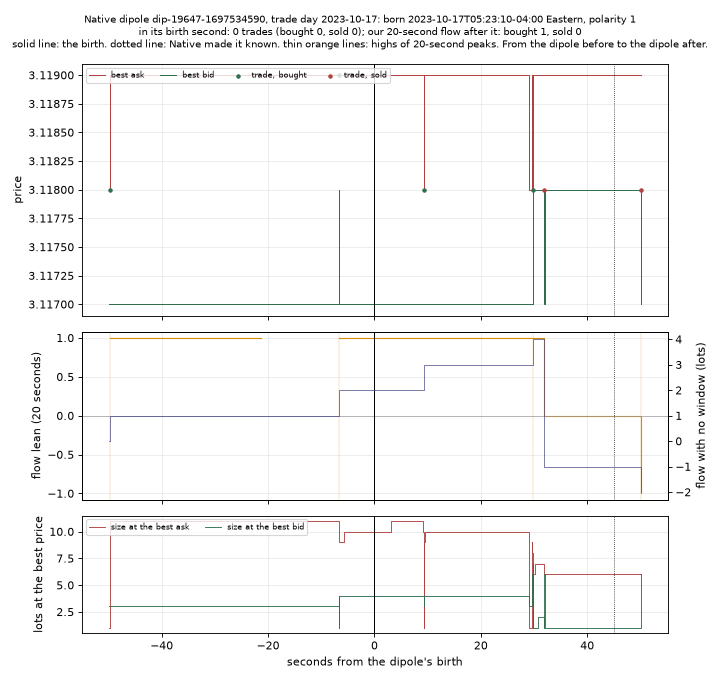 Native dipole dip-19647-1697534590, trade day 2023-10-17: born 2023-10-17T05:23:10-04:00 Eastern, polarity 1
in its birth second: 0 trades (bought 0, sold 0); our 20-second flow after it: bought 1, sold 0
solid line: the birth. dotted line: Native made it known. thin orange lines: highs of 20-second peaks. From the dipole before to the dipole after.
best ask best bid trade, bought trade, sold
3.11900
3.11875
3.11850
3.11825
3.11800
3.11775
3.11750
3.11725
3.11700
price
1.0
0.5
0.0
−0.5
−1.0
flow lean (20 seconds)
4
3
2
1
0
−1
−2
flow with no window (lots)
size at the best ask size at the best bid
10.0
7.5
5.0
2.5
lots at the best price
−40 −20 0 20 40
seconds from the dipole's birth